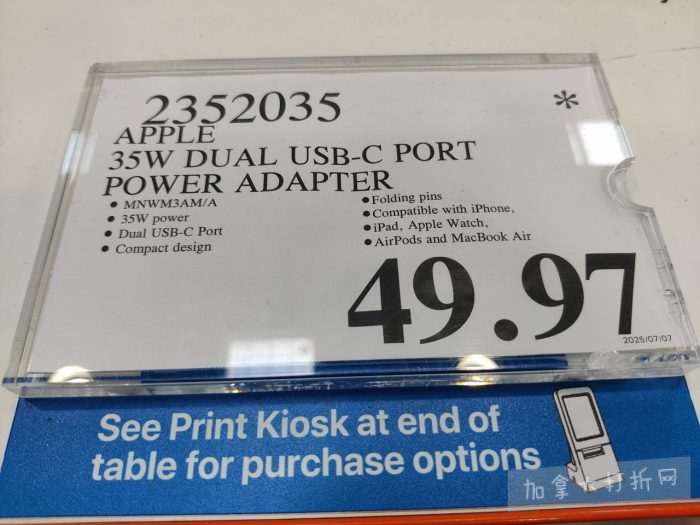 2352035
*
APPLE
35W DUAL USB-C PORT
POWER ADAPTER
• MNWM3AM/A
• 35W power
• Dual USB-C Port
• Compact design
• Folding pins
• Compatible with iPhone,
• iPad, Apple Watch,
• AirPods and MacBook Air
49.97
2025/07/07
See Print Kiosk at end of
table for purchase options
加拿大打折网